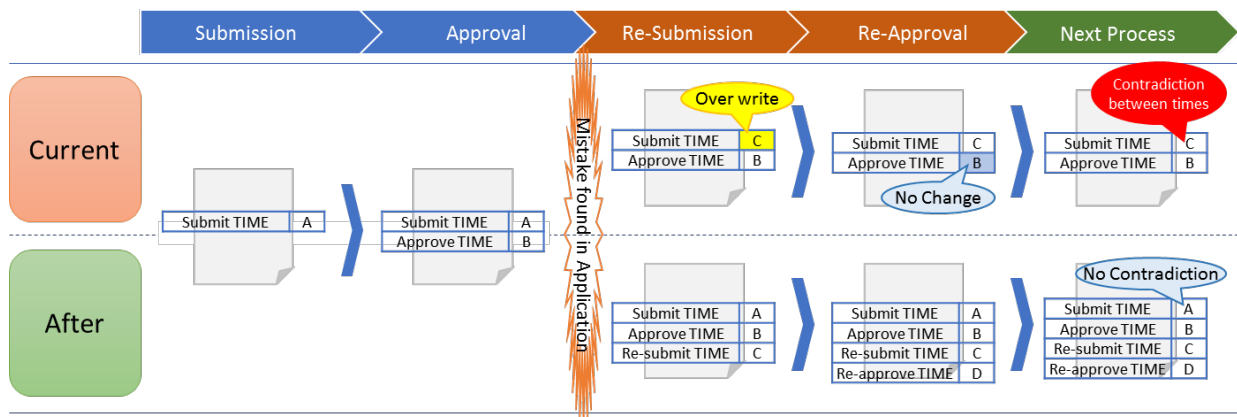 Submission
Approval
Re-Submission
Re-Approval
Next Process
Current
Submit TIME A
Submit TIME A
Approve TIME B
Mistake found in Application
Over write
Submit TIME C
Approve TIME B
Submit TIME C
Approve TIME B
No Change
Contradiction
between times
Submit TIME C
Approve TIME B
After
Submit TIME A
Approve TIME B
Re-submit TIME C
Submit TIME A
Approve TIME B
Re-submit TIME C
Re-approve TIME D
No Contradiction
Submit TIME A
Approve TIME B
Re-submit TIME C
Re-approve TIME D